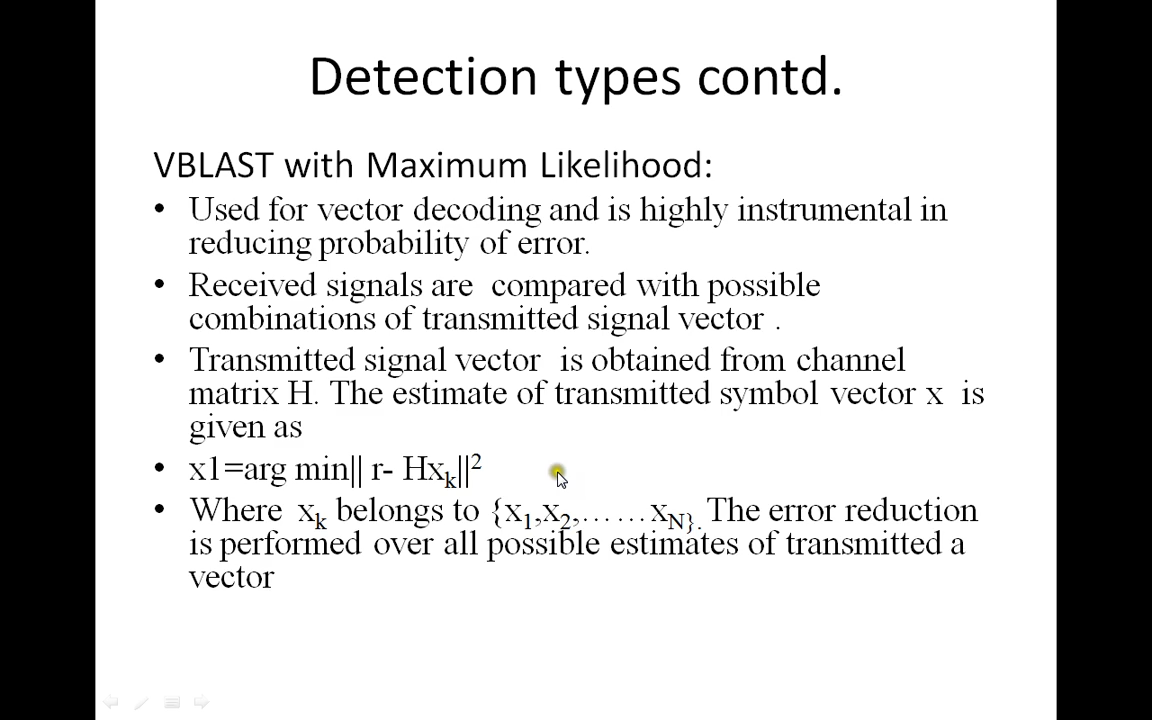 Detection types contd.
VBLAST with Maximum Likelihood:
• Used for vector decoding and is highly instrumental in
reducing probability of error.
• Received signals are compared with possible
combinations of transmitted signal vector .
• Transmitted signal vector is obtained from channel
matrix H. The estimate of transmitted symbol vector x is
given as
• x1=arg min|| r- Hxₖ||²
• Where xₖ belongs to {x₁,x₂,……x_N}. The error reduction
is performed over all possible estimates of transmitted a
vector